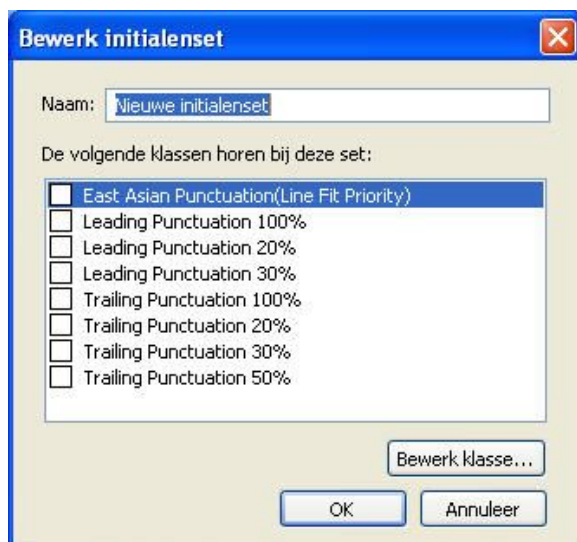 Bewerk initialenset
Naam: Nieuwe initialenset
De volgende klassen horen bij deze set:
East Asian Punctuation(Line Fit Priority)
Leading Punctuation 100%
Leading Punctuation 20%
Leading Punctuation 30%
Trailing Punctuation 100%
Trailing Punctuation 20%
Trailing Punctuation 30%
Trailing Punctuation 50%
Bewerk klasse...
OK Annuleer